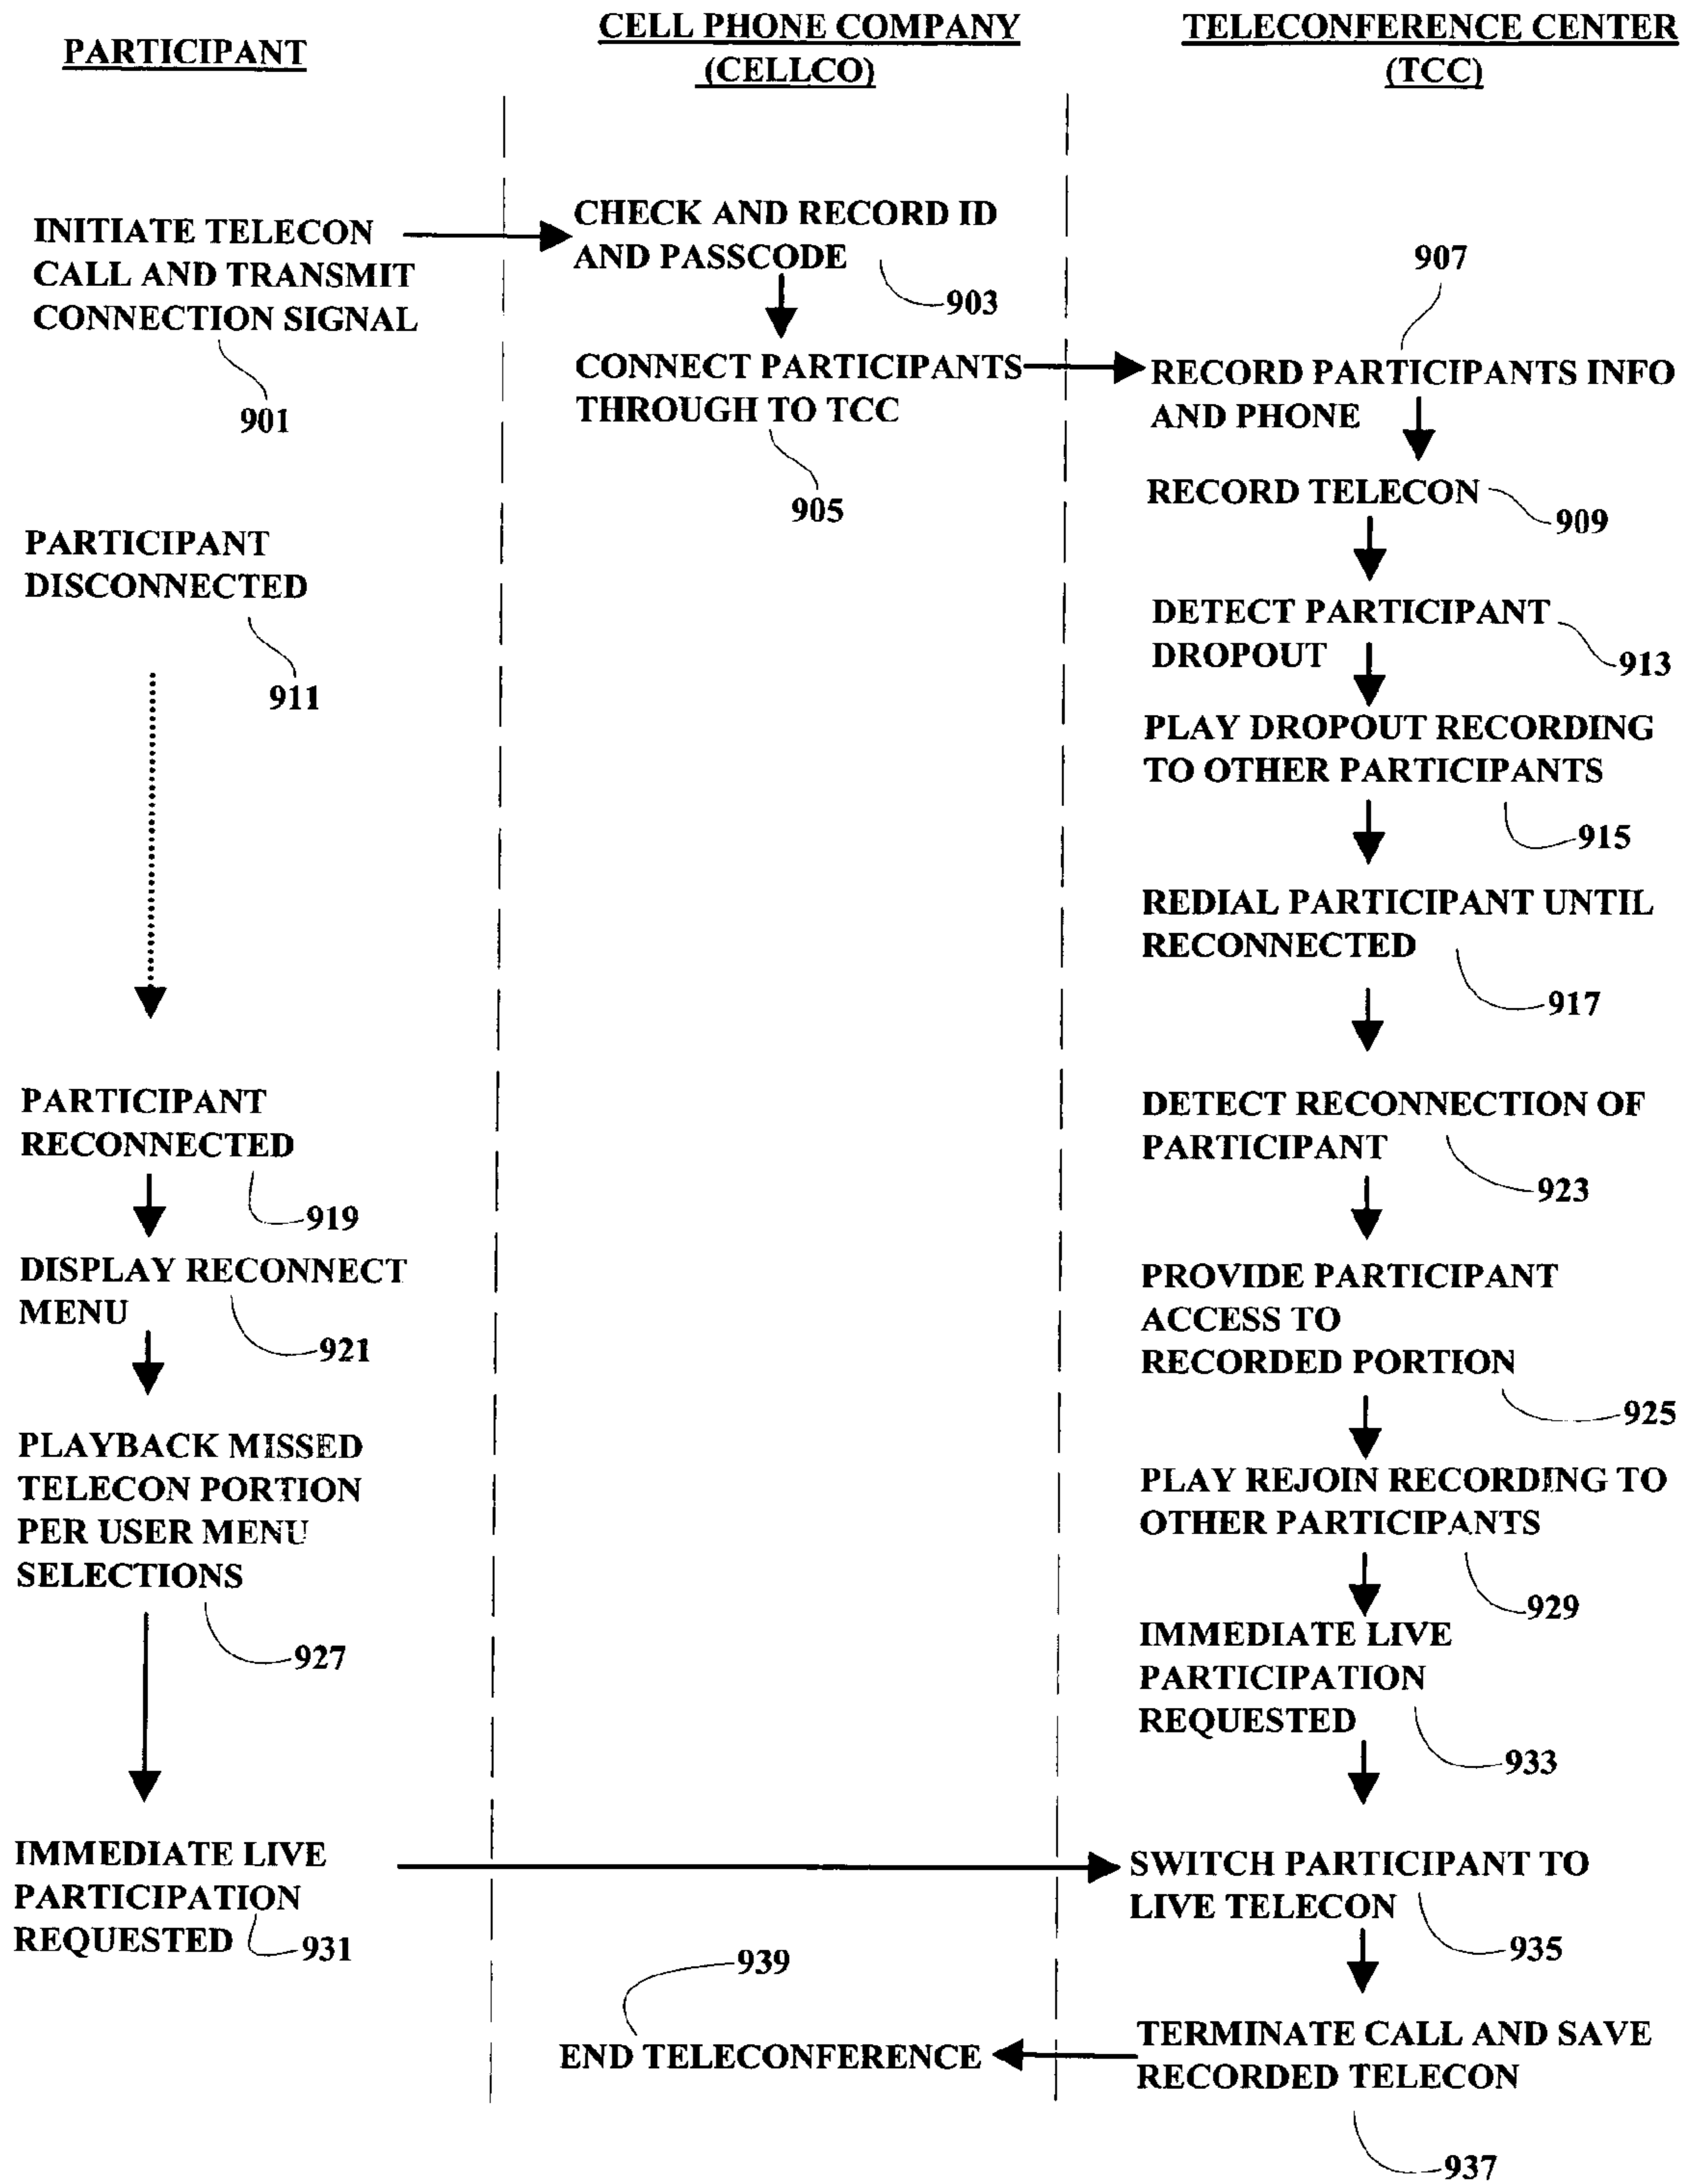 PARTICIPANT
CELL PHONE COMPANY
(CELLCO)
TELECONFERENCE CENTER
(TCC)
INITIATE TELECON
CALL AND TRANSMIT
CONNECTION SIGNAL
901
CHECK AND RECORD ID
AND PASSCODE
903
CONNECT PARTICIPANTS
THROUGH TO TCC
905
907
RECORD PARTICIPANTS INFO
AND PHONE
RECORD TELECON
909
PARTICIPANT
DISCONNECTED
911
DETECT PARTICIPANT
DROPOUT
913
PLAY DROPOUT RECORDING
TO OTHER PARTICIPANTS
915
REDIAL PARTICIPANT UNTIL
RECONNECTED
917
PARTICIPANT
RECONNECTED
919
DETECT RECONNECTION OF
PARTICIPANT
923
DISPLAY RECONNECT
MENU
921
PROVIDE PARTICIPANT
ACCESS TO
RECORDED PORTION
925
PLAYBACK MISSED
TELECON PORTION
PER USER MENU
SELECTIONS
927
PLAY REJOIN RECORDING TO
OTHER PARTICIPANTS
929
IMMEDIATE LIVE
PARTICIPATION
REQUESTED
933
IMMEDIATE LIVE
PARTICIPATION
REQUESTED
931
SWITCH PARTICIPANT TO
LIVE TELECON
935
939
END TELECONFERENCE
TERMINATE CALL AND SAVE
RECORDED TELECON
937